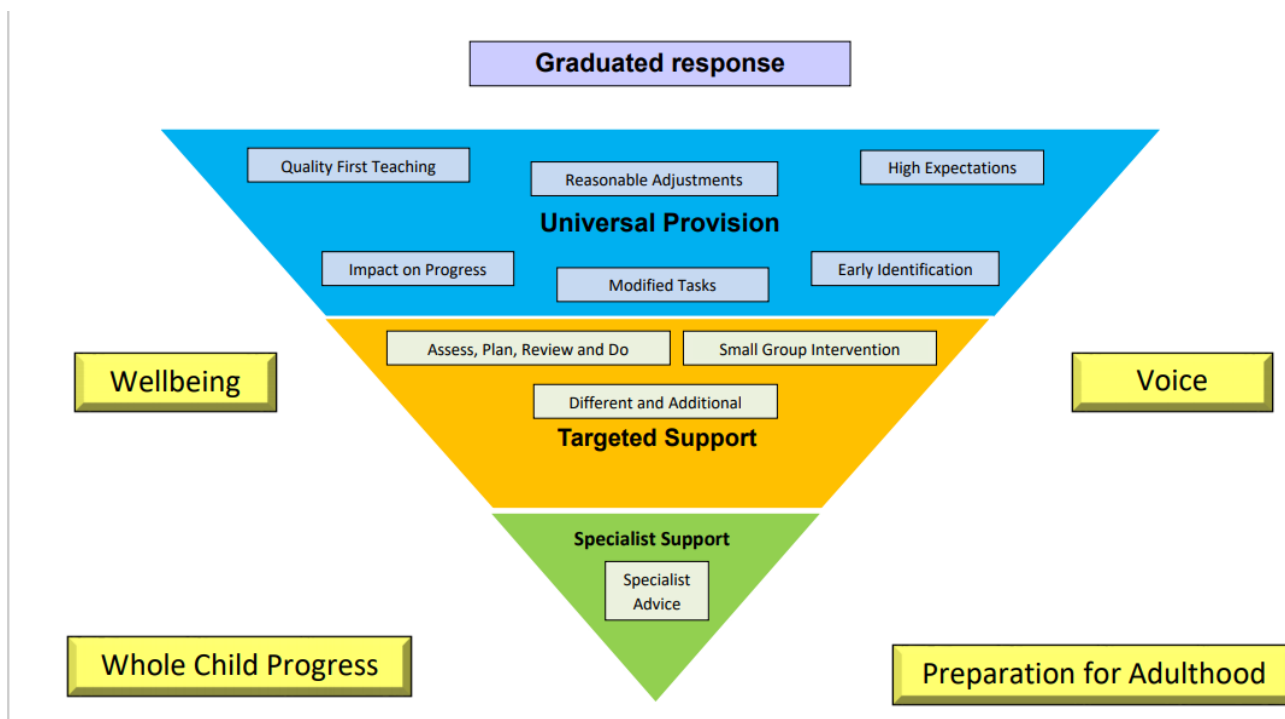 Graduated response
Quality First Teaching
Reasonable Adjustments
High Expectations
Universal Provision
Impact on Progress
Modified Tasks
Early Identification
Assess, Plan, Review and Do
Small Group Intervention
Wellbeing
Voice
Different and Additional
Targeted Support
Specialist Support
Specialist
Advice
Whole Child Progress
Preparation for Adulthood